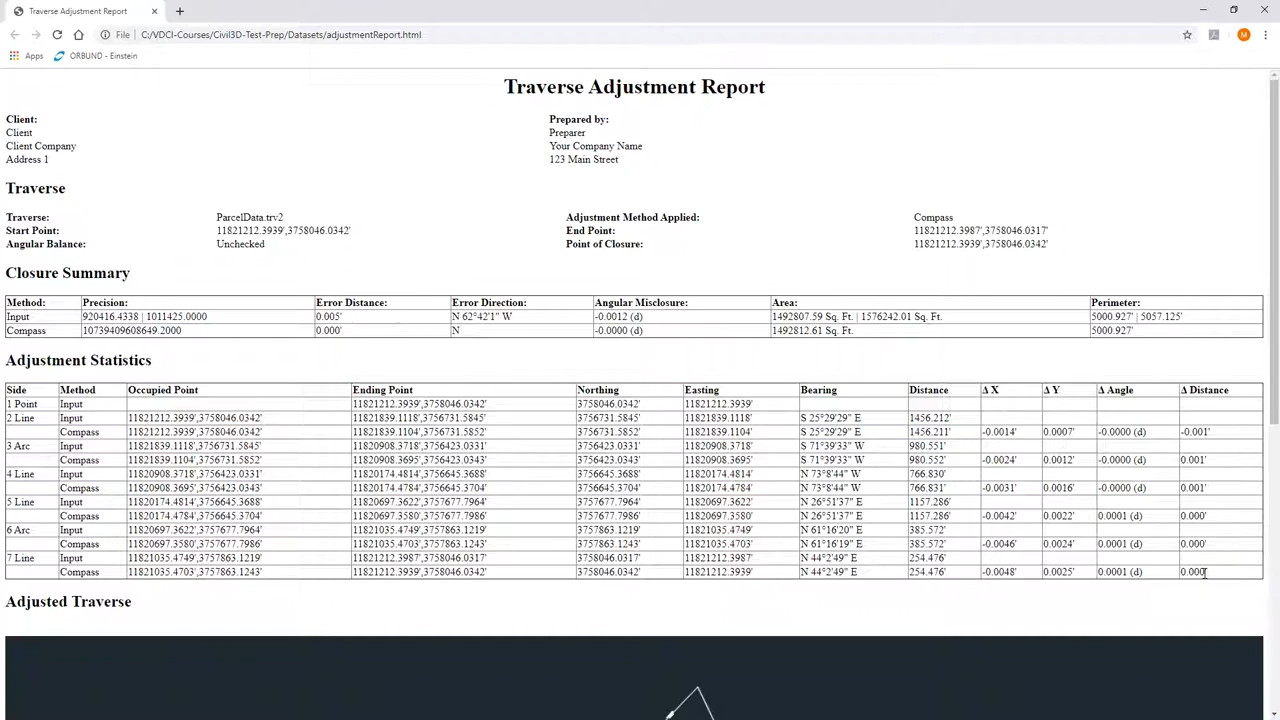 Traverse Adjustment Report
File C:/VDCI-Courses/Civil3D-Test-Prep/Datasets/adjustmentReport.html
M
Apps ORBUND - Einstein
Traverse Adjustment Report
Client: Prepared by:
Client Preparer
Client Company Your Company Name
Address 1 123 Main Street
Traverse
Traverse: ParcelData.trv2 Adjustment Method Applied: Compass
Start Point: 11821212.3939',3758046.0342' End Point: 11821212.3987',3758046.0317'
Angular Balance: Unchecked Point of Closure: 11821212.3939',3758046.0342'
Closure Summary
Method: Precision: Error Distance: Error Direction: Angular Misclosure: Area: Perimeter:
Input 920416.4338 | 1011425.0000 0.005' N 62°42'1" W -0.0012 (d) 1492807.59 Sq. Ft. | 1576242.01 Sq. Ft. 5000.927' | 5057.125'
Compass 10739409608649.2000 0.000' N -0.0000 (d) 1492812.61 Sq. Ft. 5000.927'
Adjustment Statistics
Side Method Occupied Point Ending Point Northing Easting Bearing Distance Δ X Δ Y Δ Angle Δ Distance
1 Point Input 11821212.3939',3758046.0342' 3758046.0342' 11821212.3939'
2 Line Input 11821212.3939',3758046.0342' 11821839.1118',3756731.5845' 3756731.5845' 11821839.1118' S 25°29'29" E 1456.212'
Compass 11821212.3939',3758046.0342' 11821839.1104',3756731.5852' 3756731.5852' 11821839.1104' S 25°29'29" E 1456.211' -0.0014' 0.0007' -0.0000 (d) -0.001'
3 Arc Input 11821839.1118',3756731.5845' 11820908.3718',3756423.0331' 3756423.0331' 11820908.3718' S 71°39'33" W 980.551'
Compass 11821839.1104',3756731.5852' 11820908.3695',3756423.0343' 3756423.0343' 11820908.3695' S 71°39'33" W 980.552' -0.0024' 0.0012' -0.0000 (d) 0.001'
4 Line Input 11820908.3718',3756423.0331' 11820174.4814',3756645.3688' 3756645.3688' 11820174.4814' N 73°8'44" W 766.830'
Compass 11820908.3695',3756423.0343' 11820174.4784',3756645.3704' 3756645.3704' 11820174.4784' N 73°8'44" W 766.831' -0.0031' 0.0016' -0.0000 (d) 0.001'
5 Line Input 11820174.4814',3756645.3688' 11820697.3622',3757677.7964' 3757677.7964' 11820697.3622' N 26°51'37" E 1157.286'
Compass 11820174.4784',3756645.3704' 11820697.3580',3757677.7986' 3757677.7986' 11820697.3580' N 26°51'37" E 1157.286' -0.0042' 0.0022' 0.0001 (d) 0.000'
6 Arc Input 11820697.3622',3757677.7964' 11821035.4749',3757863.1219' 3757863.1219' 11821035.4749' N 61°16'20" E 385.572'
Compass 11820697.3580',3757677.7986' 11821035.4703',3757863.1243' 3757863.1243' 11821035.4703' N 61°16'19" E 385.572' -0.0046' 0.0024' 0.0001 (d) 0.000'
7 Line Input 11821035.4749',3757863.1219' 11821212.3987',3758046.0317' 3758046.0317' 11821212.3987' N 44°2'49" E 254.476'
Compass 11821035.4703',3757863.1243' 11821212.3939',3758046.0342' 3758046.0342' 11821212.3939' N 44°2'49" E 254.476' -0.0048' 0.0025' 0.0001 (d) 0.000'
Adjusted Traverse